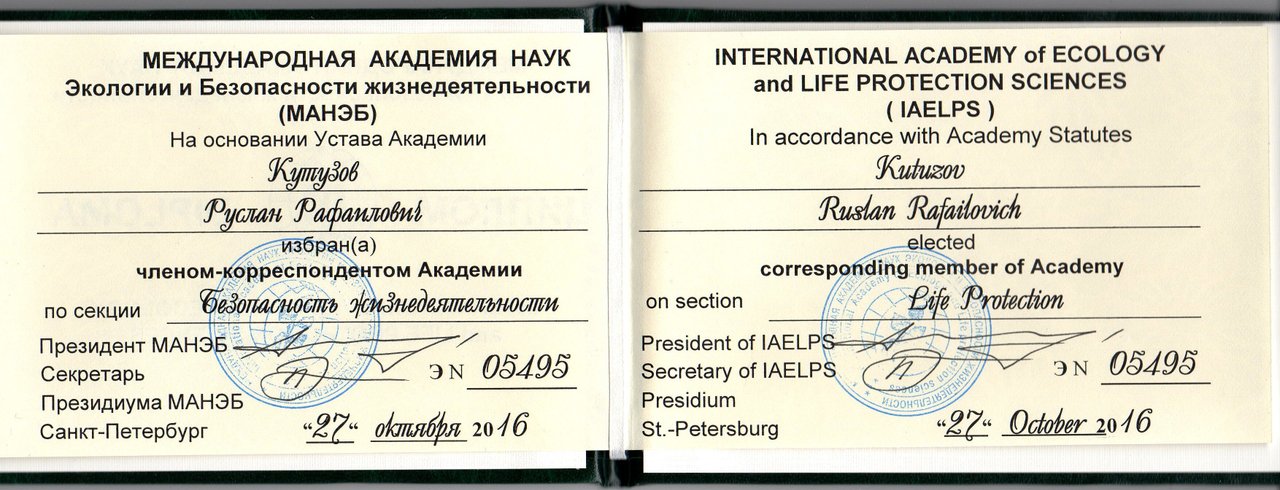 МЕЖДУНАРОДНАЯ АКАДЕМИЯ НАУК
Экологии и Безопасности жизнедеятельности
(МАНЭБ)
На основании Устава Академии
Кутузов
Руслан Рафаилович
избран(а)
членом-корреспондентом Академии
по секции Безопасность жизнедеятельности
Президент МАНЭБ
Секретарь Э N 05495
Президиума МАНЭБ
Санкт-Петербург “27“ октября 2016
INTERNATIONAL ACADEMY of ECOLOGY
and LIFE PROTECTION SCIENCES
( IAELPS )
In accordance with Academy Statutes
Kutuzov
Ruslan Rafailovich
elected
corresponding member of Academy
on section Life Protection
President of IAELPS
Secretary of IAELPS Э N 05495
Presidium
St.-Petersburg “27“ October 2016